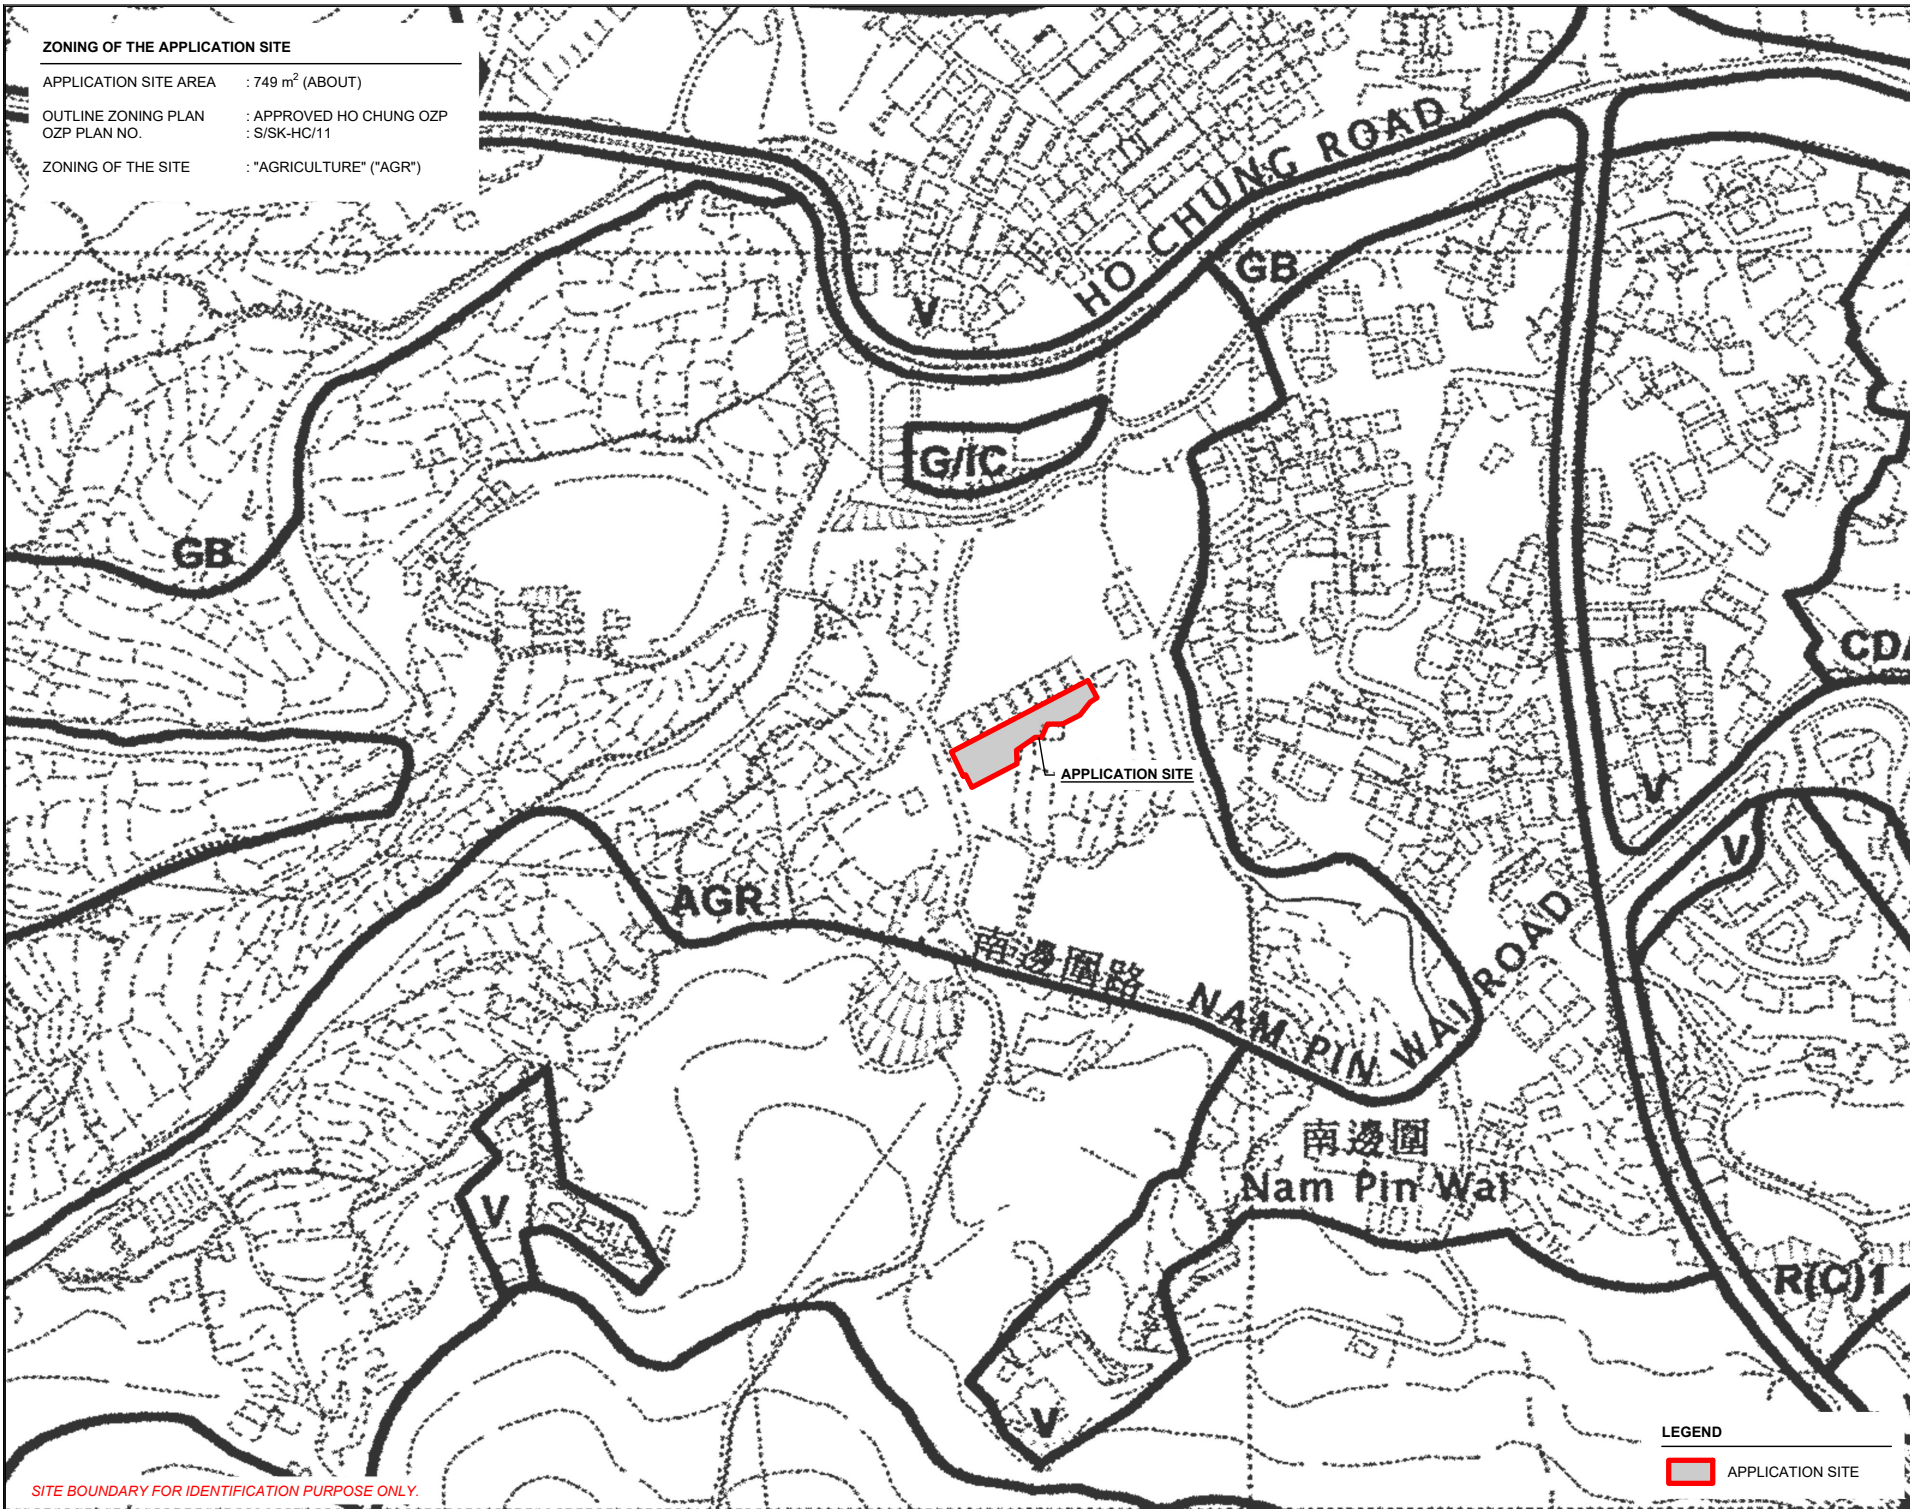 ZONING OF THE APPLICATION SITE
APPLICATION SITE AREA : 749 m² (ABOUT)
OUTLINE ZONING PLAN : APPROVED HO CHUNG OZP
OZP PLAN NO. : S/SK-HC/11
ZONING OF THE SITE : "AGRICULTURE" ("AGR")
HO CHUNG ROAD
GB
V
G/IC
GB
CDA
APPLICATION SITE
V
V
AGR
南邊圍路 NAM PIN WAI ROAD
南邊圍
Nam Pin Wai
V
R(C)1
V
LEGEND
APPLICATION SITE
SITE BOUNDARY FOR IDENTIFICATION PURPOSE ONLY.